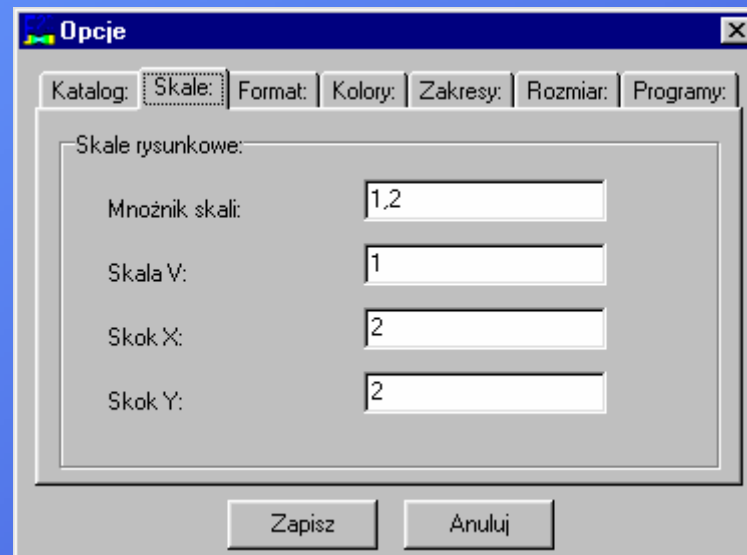 Opcje
Katalog: Skale: Format: Kolory: Zakresy: Rozmiar: Programy:
Skale rysunkowe:
Mnożnik skali: 1,2
Skala V: 1
Skok X: 2
Skok Y: 2
Zapisz Anuluj